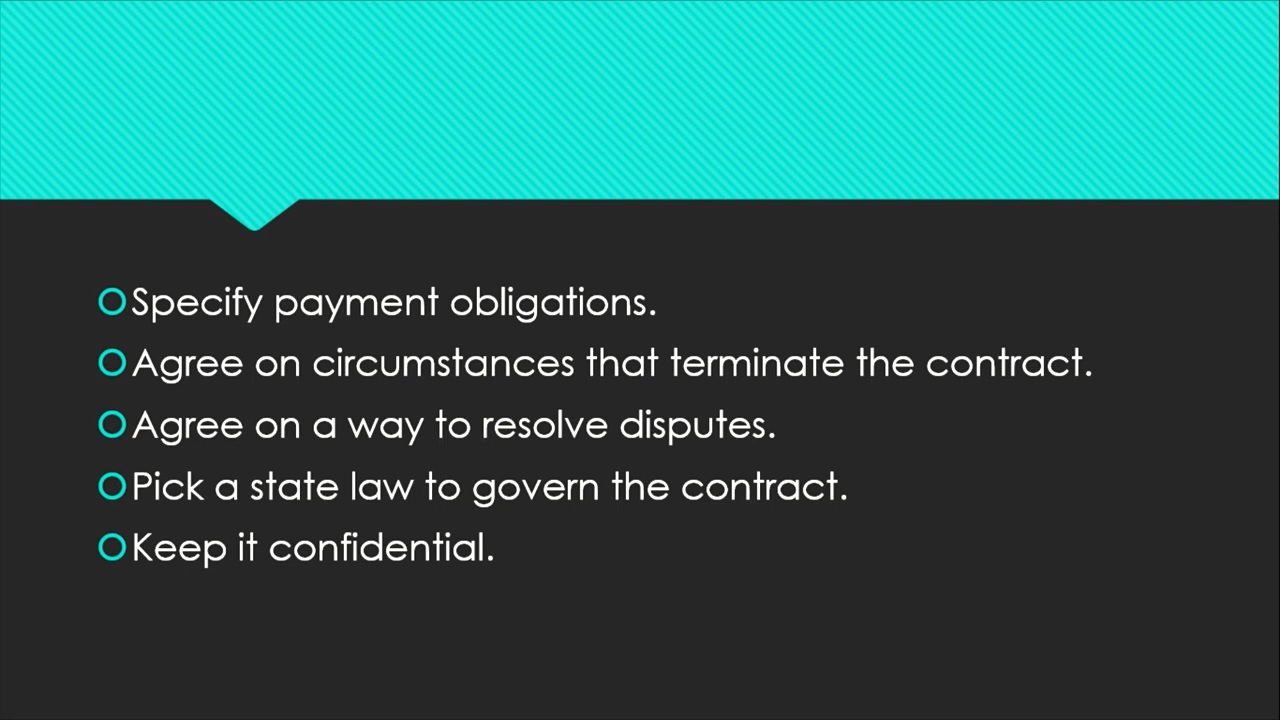 Specify payment obligations.
Agree on circumstances that terminate the contract.
Agree on a way to resolve disputes.
Pick a state law to govern the contract.
Keep it confidential.